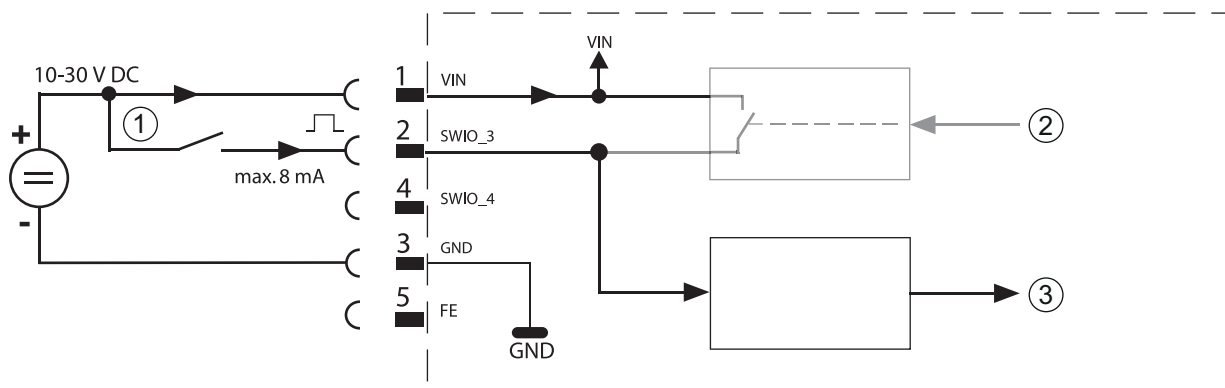 VIN
10-30 V DC
1 VIN
①
②
+
2 SWIO_3
max. 8 mA
4 SWIO_4
-
3 GND
③
5 FE
GND